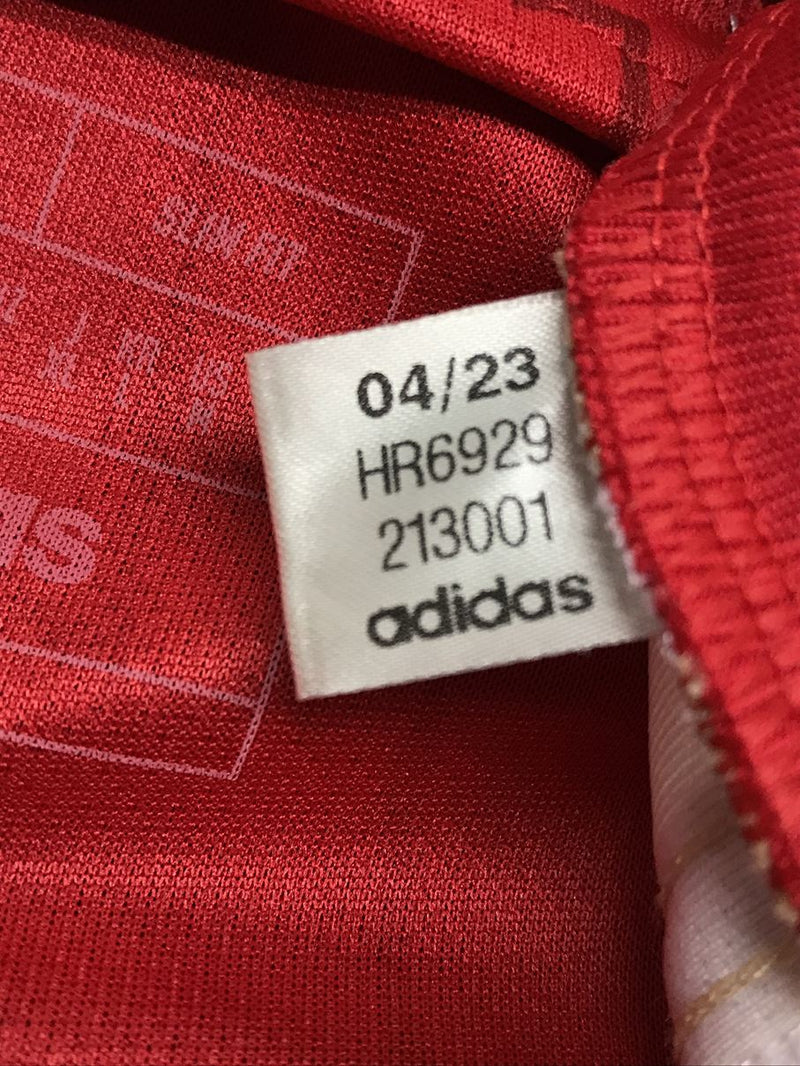 SLIM FIT
04/23
HR6929
213001
adidas